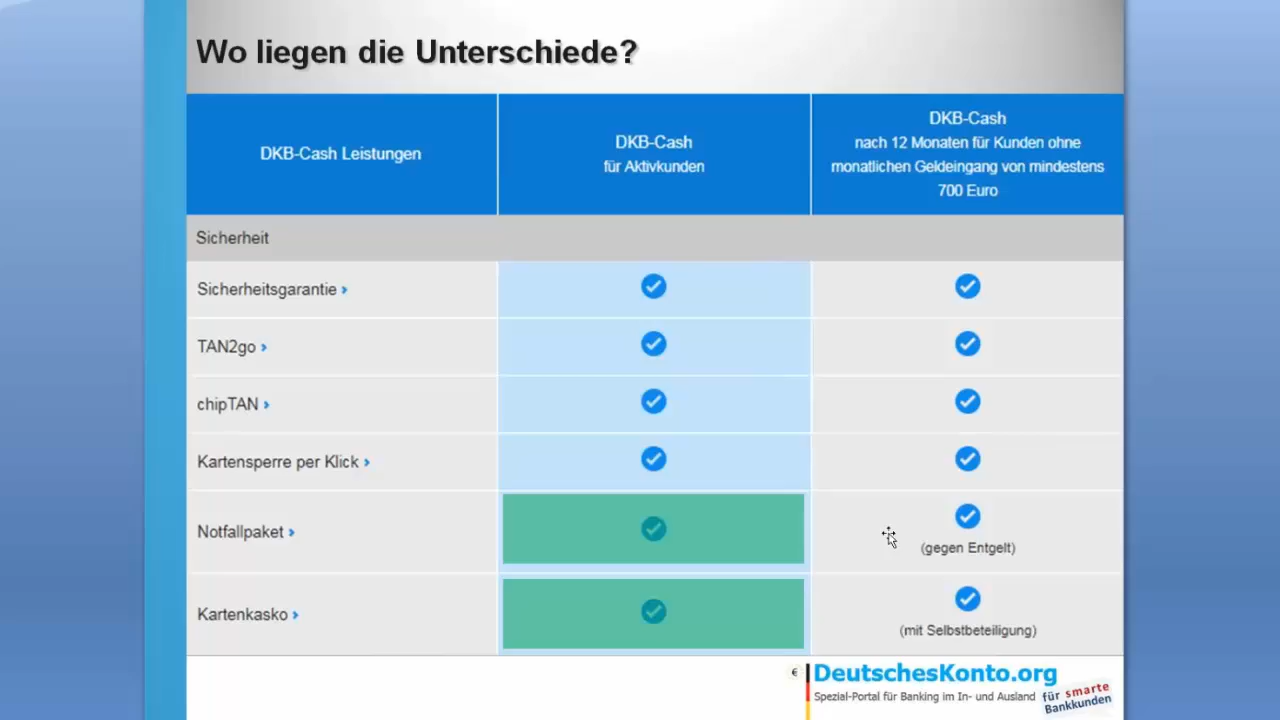 Wo liegen die Unterschiede?
DKB-Cash Leistungen
DKB-Cash
für Aktivkunden
DKB-Cash
nach 12 Monaten für Kunden ohne
monatlichen Geldeingang von mindestens
700 Euro
Sicherheit
Sicherheitsgarantie ›
TAN2go ›
chipTAN ›
Kartensperre per Klick ›
Notfallpaket ›
(gegen Entgelt)
Kartenkasko ›
(mit Selbstbeteiligung)
€
DeutschesKonto.org
Spezial-Portal für Banking im In- und Ausland
für smarte
Bankkunden